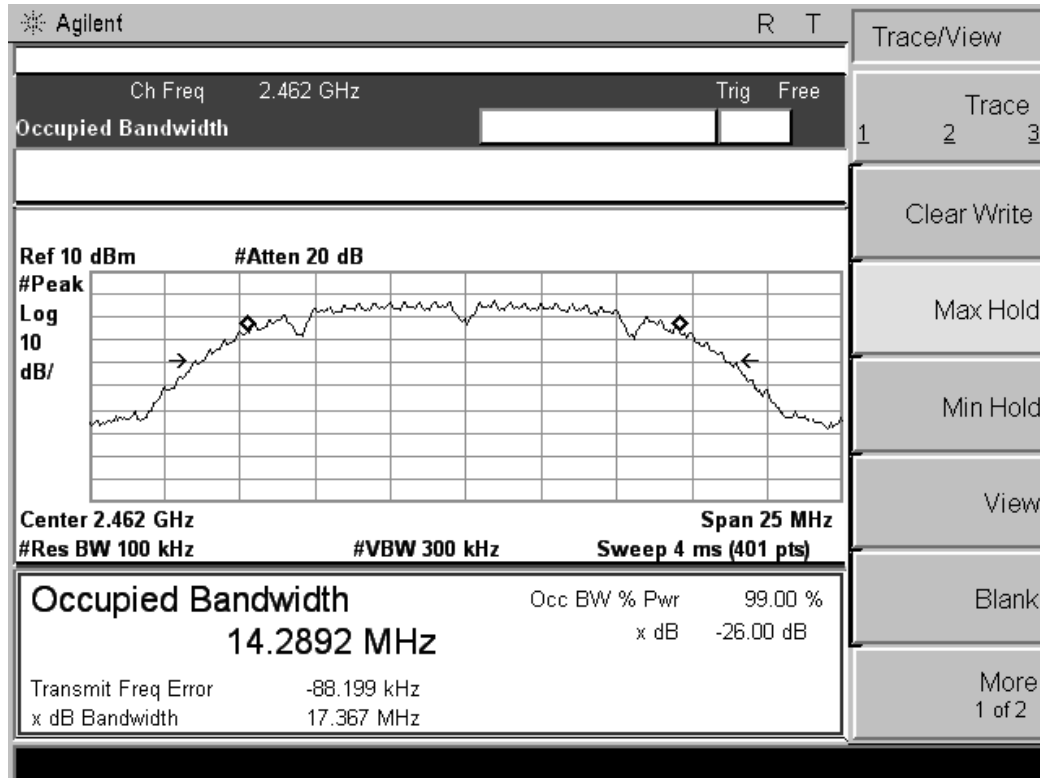 Agilent
R T
Trace/View
Ch Freq 2.462 GHz
Trig Free
Occupied Bandwidth
Trace
1 2 3
Clear Write
Max Hold
Min Hold
View
Blank
More
1 of 2
Ref 10 dBm
#Atten 20 dB
#Peak
Log
10
dB/
Center 2.462 GHz
Span 25 MHz
#Res BW 100 kHz
#VBW 300 kHz
Sweep 4 ms (401 pts)
Occupied Bandwidth
14.2892 MHz
Occ BW % Pwr 99.00 %
x dB -26.00 dB
Transmit Freq Error -88.199 kHz
x dB Bandwidth 17.367 MHz